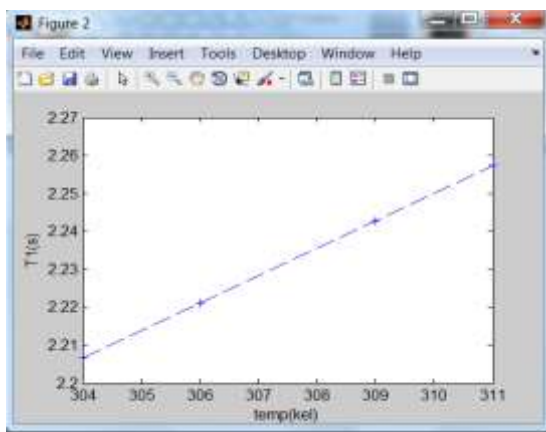 Figure 2
File Edit View Insert Tools Desktop Window Help
2.27
2.26
2.25
2.24
2.23
2.22
2.21
2.2
T1(s)
304 305 306 307 308 309 310 311
temp(kel)